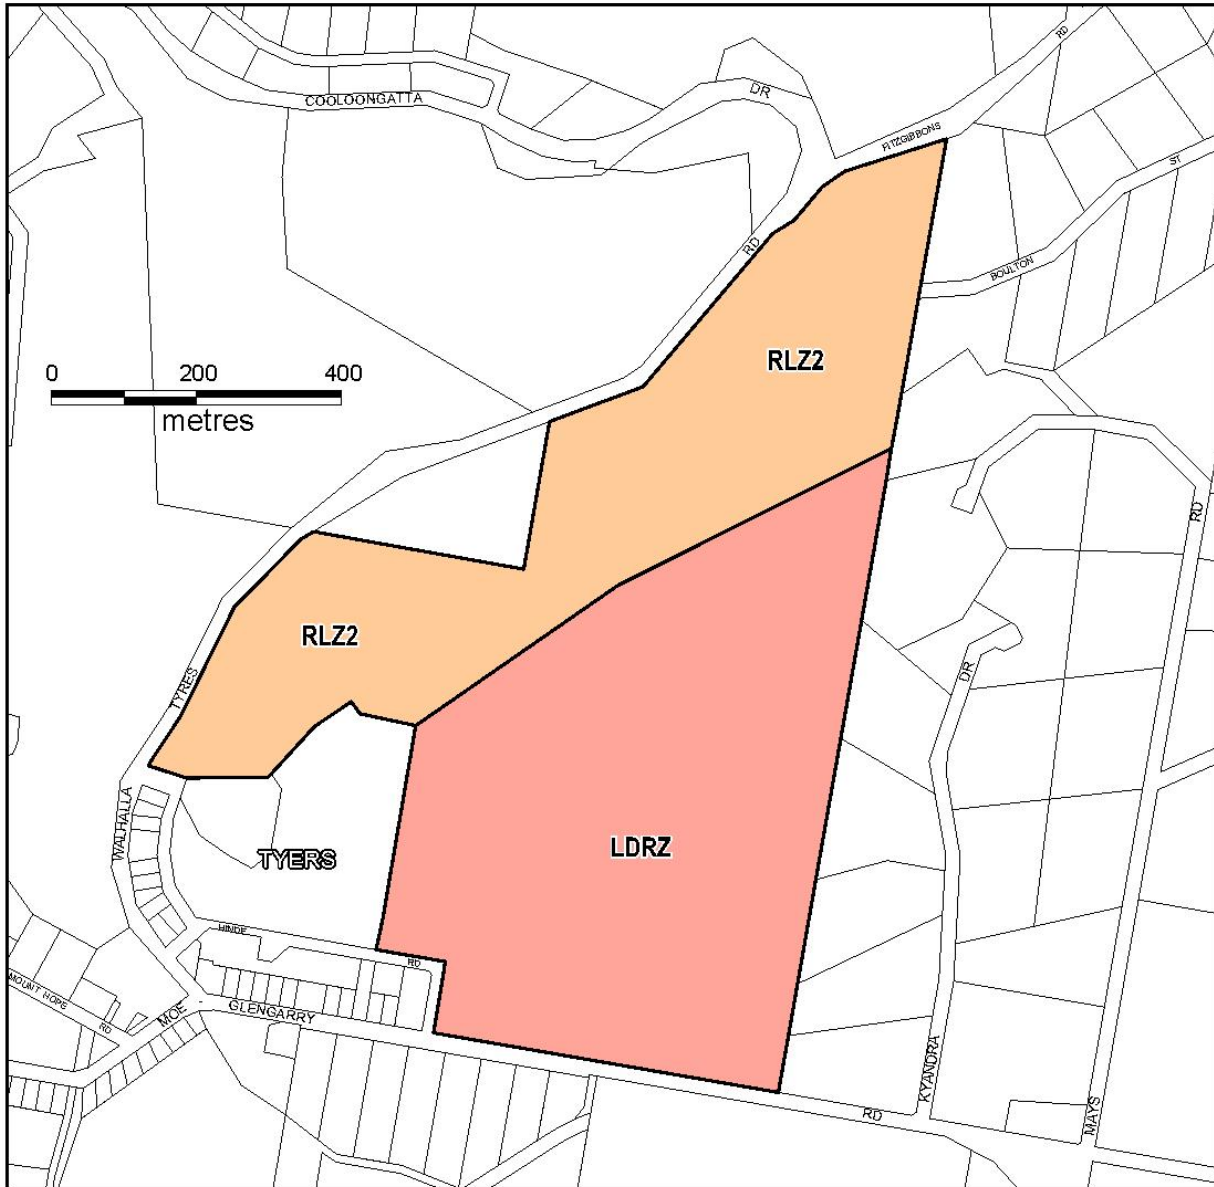 COOLOONGATTA
DR
RD
FITZGIBBONS
ST
BOULTON
RD
0 200 400
metres
RLZ2
RD
RLZ2
DR
TYRES
WALHALLA
LDRZ
TYERS
HINDE
RD
MOUNT HOPE
RD
MOE
GLENGARRY
RD
KYANDRA
MAYS